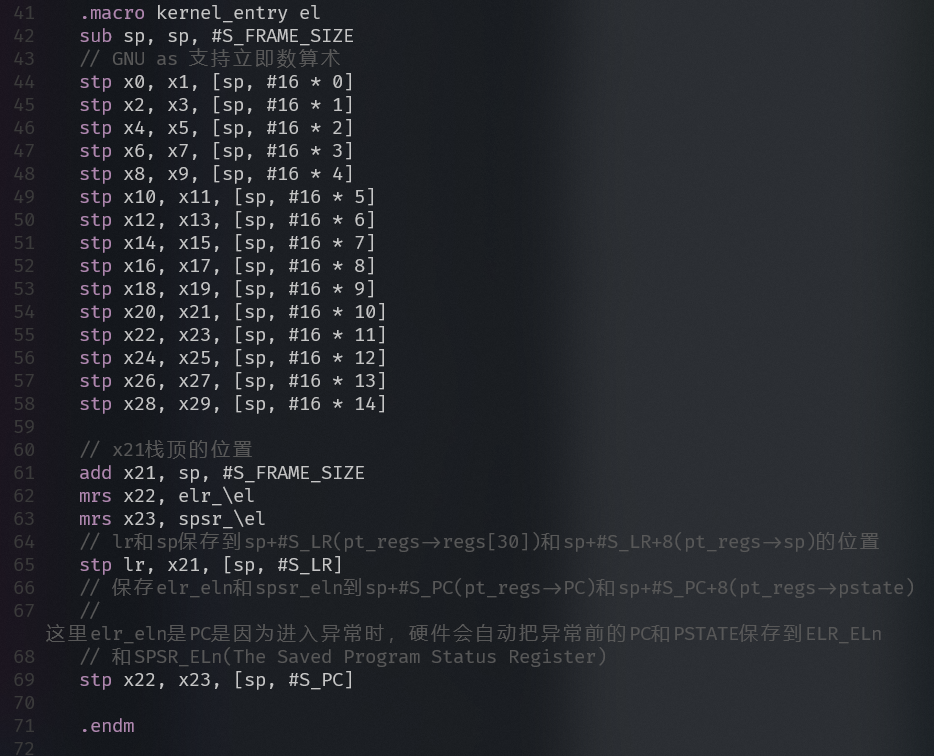 41 .macro kernel_entry el
42 sub sp, sp, #S_FRAME_SIZE
43 // GNU as 支持立即数算术
44 stp x0, x1, [sp, #16 * 0]
45 stp x2, x3, [sp, #16 * 1]
46 stp x4, x5, [sp, #16 * 2]
47 stp x6, x7, [sp, #16 * 3]
48 stp x8, x9, [sp, #16 * 4]
49 stp x10, x11, [sp, #16 * 5]
50 stp x12, x13, [sp, #16 * 6]
51 stp x14, x15, [sp, #16 * 7]
52 stp x16, x17, [sp, #16 * 8]
53 stp x18, x19, [sp, #16 * 9]
54 stp x20, x21, [sp, #16 * 10]
55 stp x22, x23, [sp, #16 * 11]
56 stp x24, x25, [sp, #16 * 12]
57 stp x26, x27, [sp, #16 * 13]
58 stp x28, x29, [sp, #16 * 14]
59
60 // x21栈顶的位置
61 add x21, sp, #S_FRAME_SIZE
62 mrs x22, elr_\el
63 mrs x23, spsr_\el
64 // lr和sp保存到sp+#S_LR(pt_regs->regs[30])和sp+#S_LR+8(pt_regs->sp)的位置
65 stp lr, x21, [sp, #S_LR]
66 // 保存elr_eln和spsr_eln到sp+#S_PC(pt_regs->PC)和sp+#S_PC+8(pt_regs->pstate)
67 //
这里elr_eln是PC是因为进入异常时, 硬件会自动把异常前的PC和PSTATE保存到ELR_ELn
68 // 和SPSR_ELn(The Saved Program Status Register)
69 stp x22, x23, [sp, #S_PC]
70
71 .endm
72